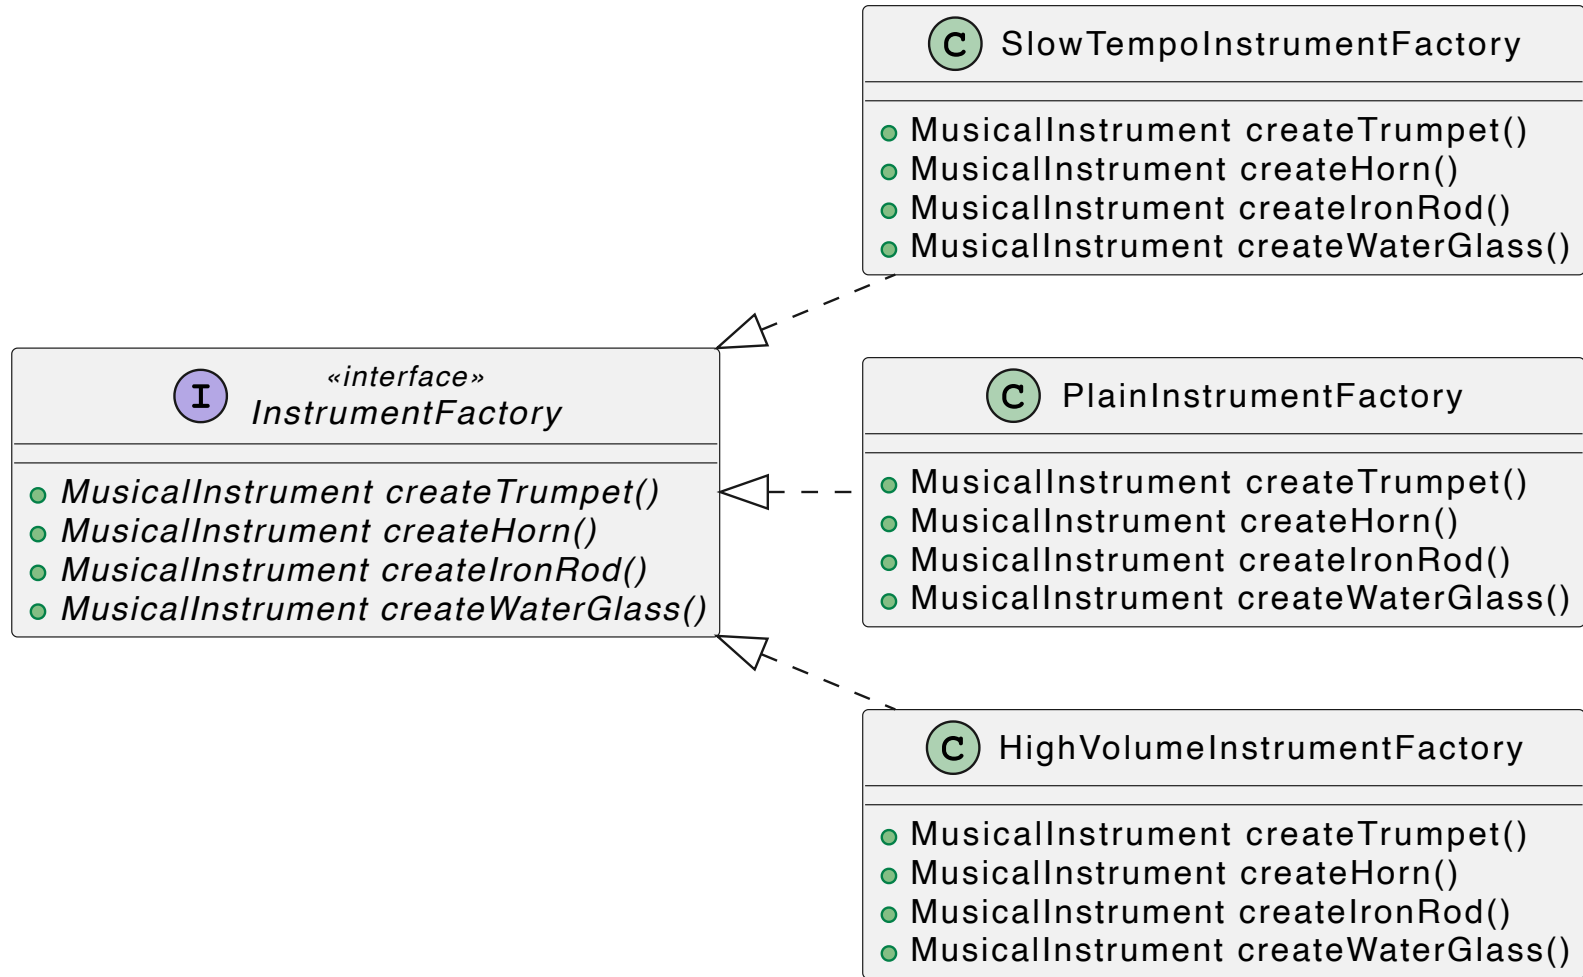 C SlowTempoInstrumentFactory
MusicalInstrument createTrumpet()
MusicalInstrument createHorn()
MusicalInstrument createIronRod()
MusicalInstrument createWaterGlass()
«interface»
I InstrumentFactory
MusicalInstrument createTrumpet()
MusicalInstrument createHorn()
MusicalInstrument createIronRod()
MusicalInstrument createWaterGlass()
C PlainInstrumentFactory
MusicalInstrument createTrumpet()
MusicalInstrument createHorn()
MusicalInstrument createIronRod()
MusicalInstrument createWaterGlass()
C HighVolumeInstrumentFactory
MusicalInstrument createTrumpet()
MusicalInstrument createHorn()
MusicalInstrument createIronRod()
MusicalInstrument createWaterGlass()